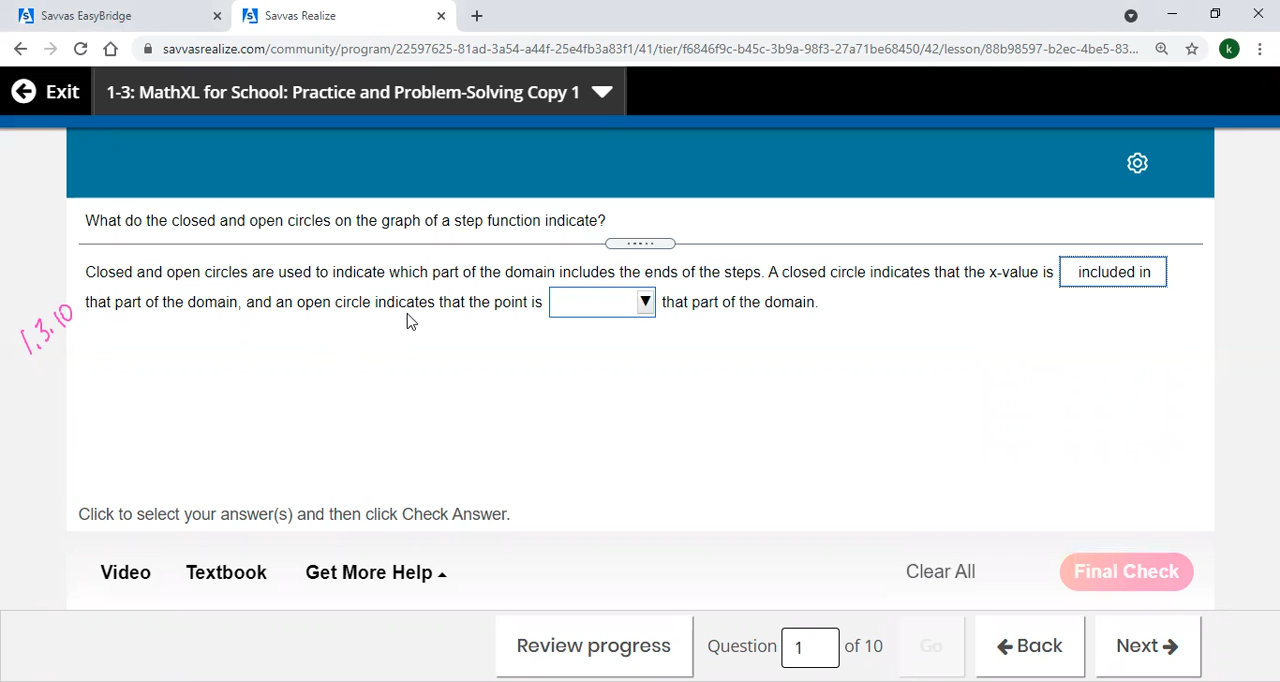 Savvas EasyBridge
Savvas Realize
savvasrealize.com/community/program/22597625-81ad-3a54-a44f-25e4fb3a83f1/41/tier/f6846f9c-b45c-3b9a-98f3-27a71be68450/42/lesson/88b98597-b2ec-4be5-83...
k
Exit
1-3: MathXL for School: Practice and Problem-Solving Copy 1
What do the closed and open circles on the graph of a step function indicate?
Closed and open circles are used to indicate which part of the domain includes the ends of the steps. A closed circle indicates that the x-value is included in
that part of the domain, and an open circle indicates that the point is that part of the domain.
1.3.10
Click to select your answer(s) and then click Check Answer.
Video Textbook Get More Help Clear All Final Check
Review progress Question 1 of 10 Go Back Next